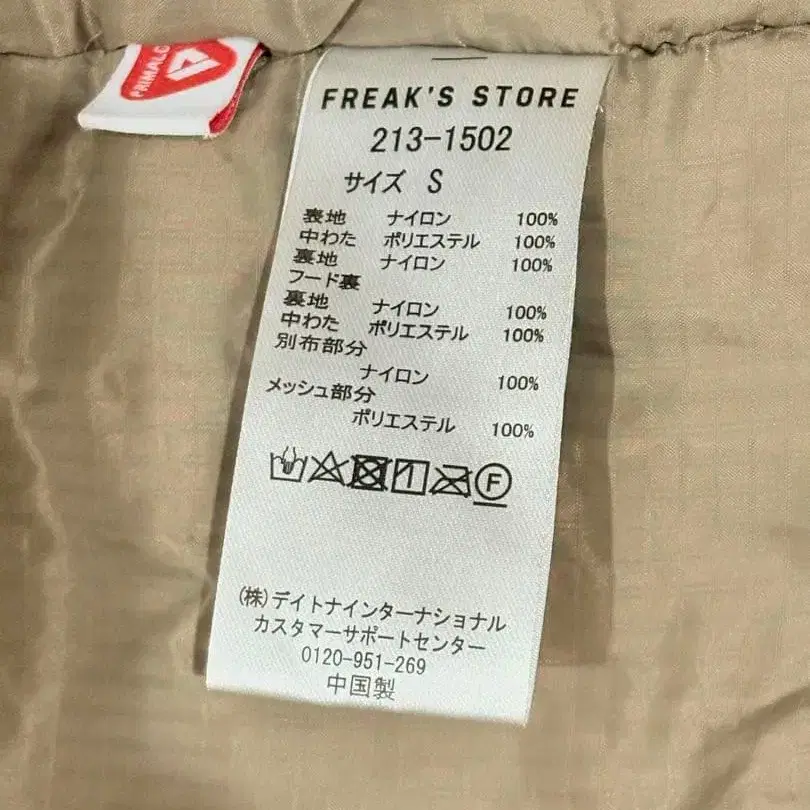 PRIMALO
FREAK'S STORE
213-1502
サイズ S
表地 ナイロン 100%
中わた ポリエステル 100%
裏地 ナイロン 100%
フード裏
裏地 ナイロン 100%
中わた ポリエステル 100%
別布部分
ナイロン 100%
メッシュ部分
ポリエステル 100%
F
(株)デイトナインターナショナル
カスタマーサポートセンター
0120-951-269
中国製